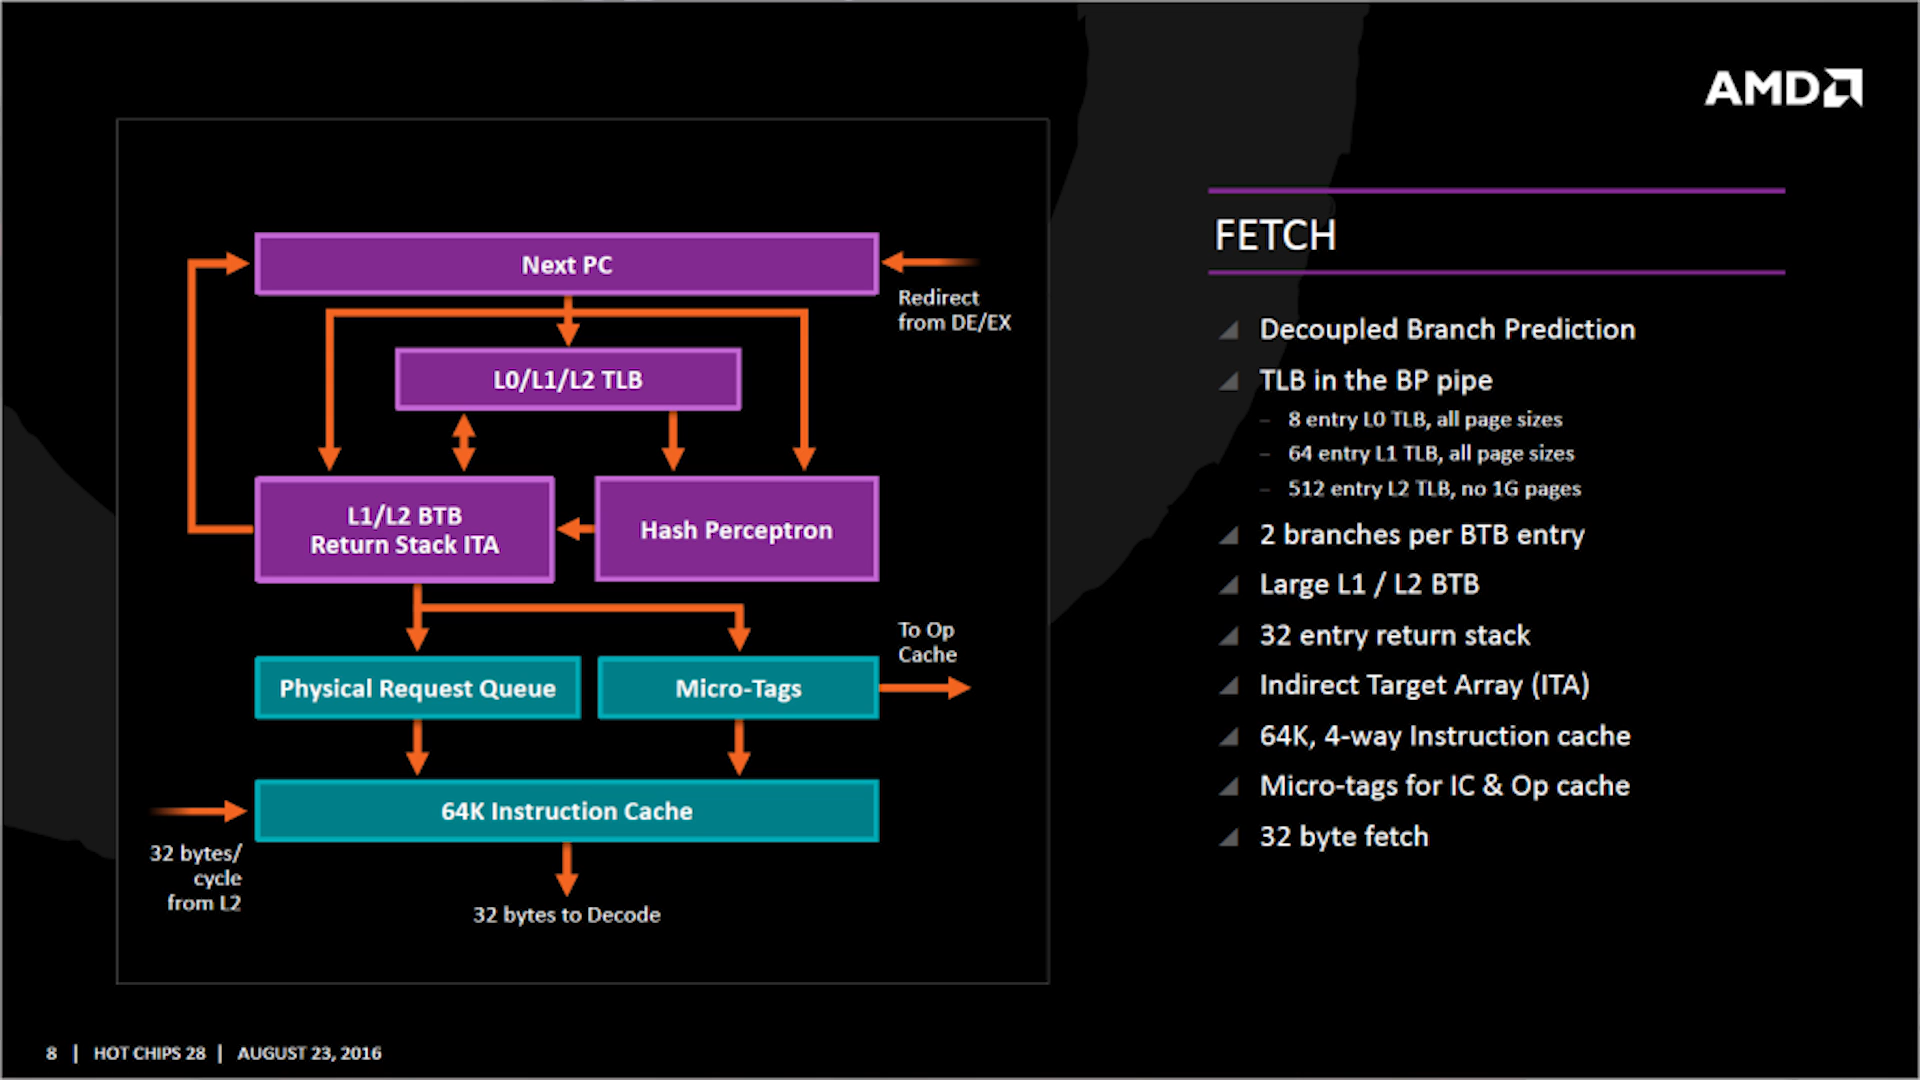 AMD
Next PC
Redirect
from DE/EX
L0/L1/L2 TLB
L1/L2 BTB
Return Stack ITA
Hash Perceptron
To Op
Cache
Physical Request Queue
Micro-Tags
64K Instruction Cache
32 bytes/
cycle
from L2
32 bytes to Decode
FETCH
Decoupled Branch Prediction
TLB in the BP pipe
– 8 entry L0 TLB, all page sizes
– 64 entry L1 TLB, all page sizes
– 512 entry L2 TLB, no 1G pages
2 branches per BTB entry
Large L1 / L2 BTB
32 entry return stack
Indirect Target Array (ITA)
64K, 4-way Instruction cache
Micro-tags for IC & Op cache
32 byte fetch
8 | HOT CHIPS 28 | AUGUST 23, 2016